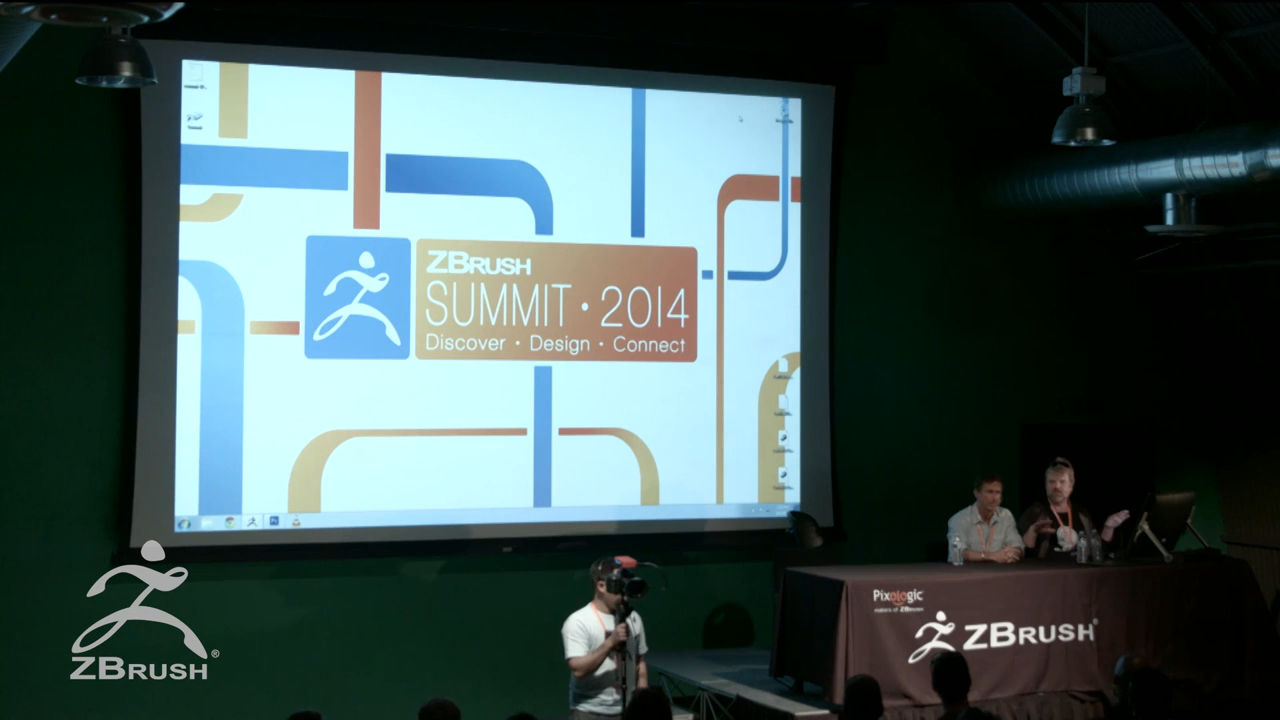 ZBRUSH
SUMMIT • 2014
Discover • Design • Connect
Pixologic
makers of ZBRUSH
ZBRUSH®
ZBRUSH®